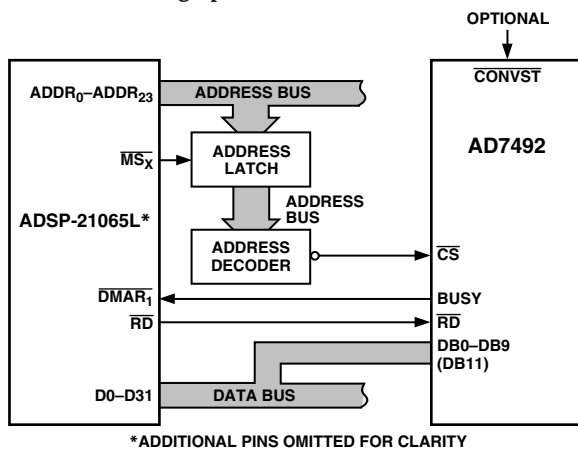 OPTIONAL
CONVST
AD7492
ADDR0–ADDR23
ADDRESS BUS
MSX
ADDRESS
LATCH
ADDRESS
BUS
ADSP-21065L*
ADDRESS
DECODER
CS
DMAR1
BUSY
RD
RD
DB0–DB9
(DB11)
D0–D31
DATA BUS
*ADDITIONAL PINS OMITTED FOR CLARITY